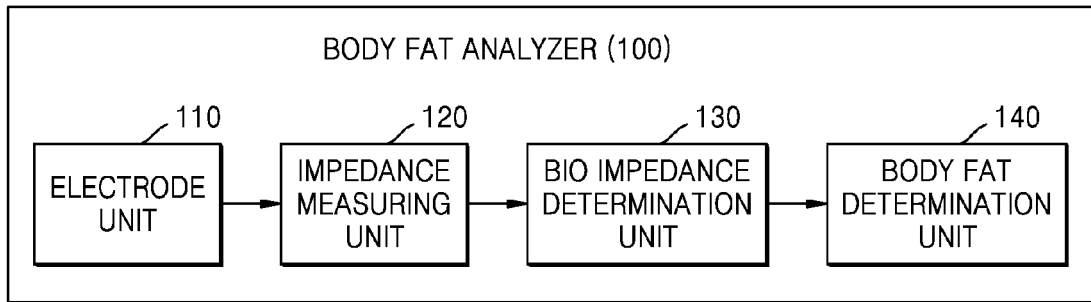 BODY FAT ANALYZER (100)
110
120
130
140
ELECTRODE
UNIT
IMPEDANCE
MEASURING
UNIT
BIO IMPEDANCE
DETERMINATION
UNIT
BODY FAT
DETERMINATION
UNIT